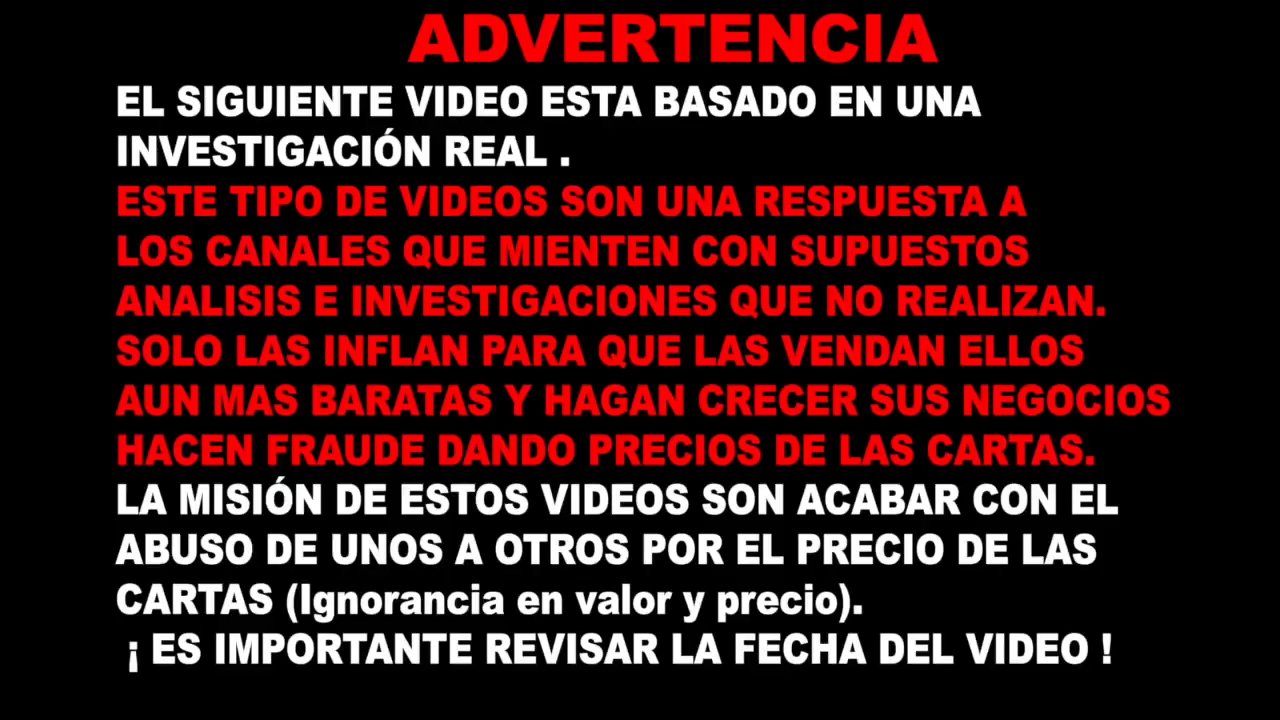 ADVERTENCIA
EL SIGUIENTE VIDEO ESTA BASADO EN UNA
INVESTIGACIÓN REAL .
ESTE TIPO DE VIDEOS SON UNA RESPUESTA A
LOS CANALES QUE MIENTEN CON SUPUESTOS
ANALISIS E INVESTIGACIONES QUE NO REALIZAN.
SOLO LAS INFLAN PARA QUE LAS VENDAN ELLOS
AUN MAS BARATAS Y HAGAN CRECER SUS NEGOCIOS
HACEN FRAUDE DANDO PRECIOS DE LAS CARTAS.
LA MISIÓN DE ESTOS VIDEOS SON ACABAR CON EL
ABUSO DE UNOS A OTROS POR EL PRECIO DE LAS
CARTAS (Ignorancia en valor y precio).
¡ ES IMPORTANTE REVISAR LA FECHA DEL VIDEO !